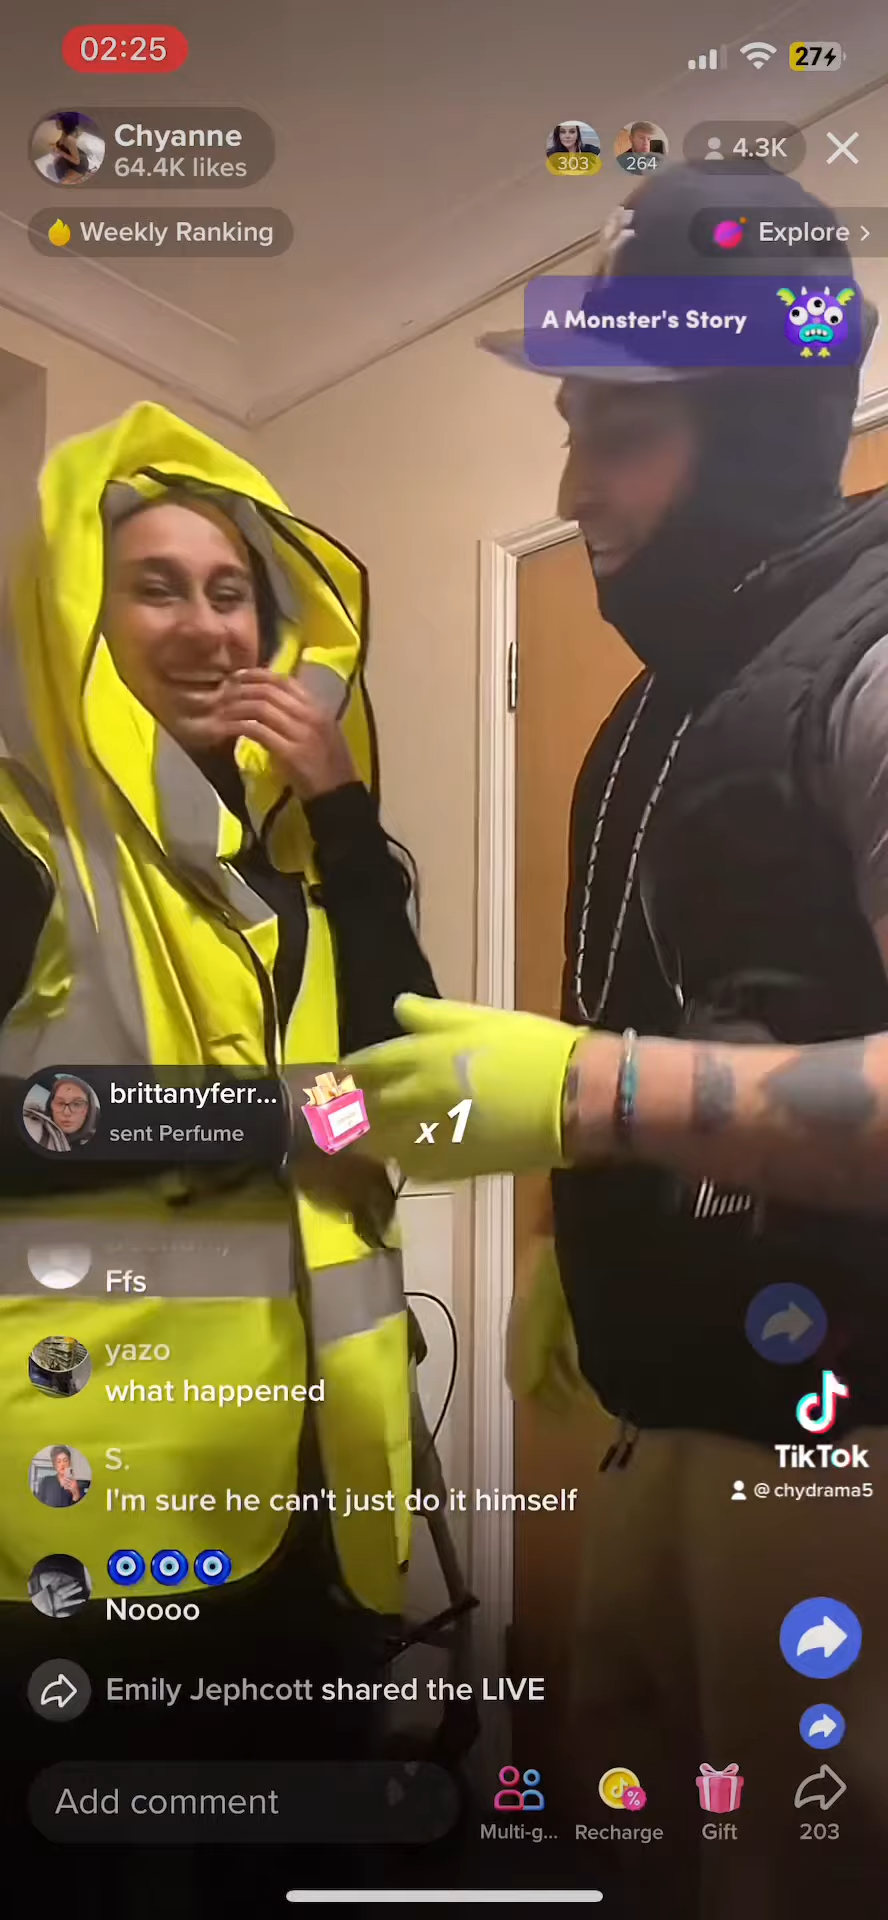 02:25
27
Chyanne
64.4K likes
303
264
4.3K
Weekly Ranking
Explore >
A Monster's Story
brittanyferr...
sent Perfume
x1
Ffs
yazo
what happened
S.
I'm sure he can't just do it himself
Noooo
TikTok
@chydrama5
Emily Jephcott shared the LIVE
Add comment
Multi-g...
Recharge
Gift
203